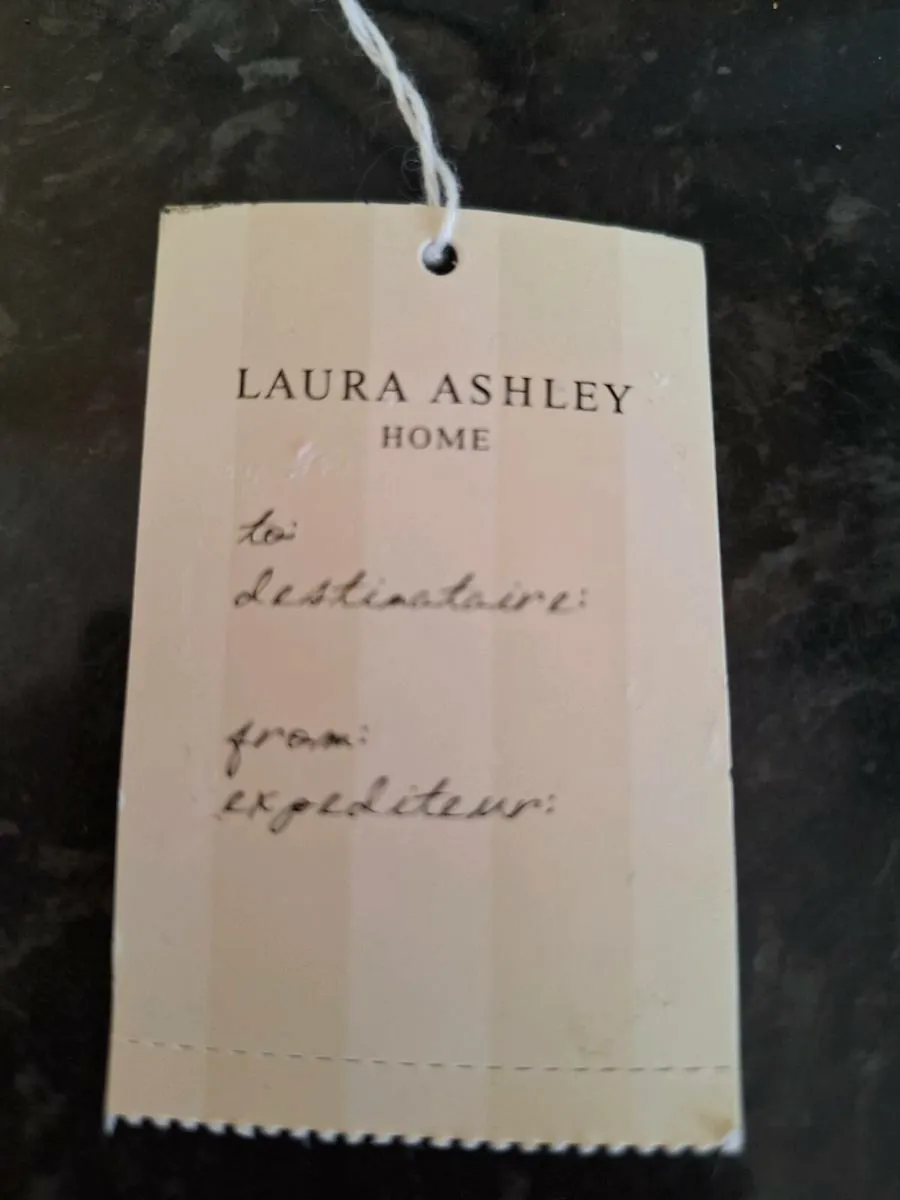 LAURA ASHLEY
HOME
to:
destinataire:
from:
expediteur: